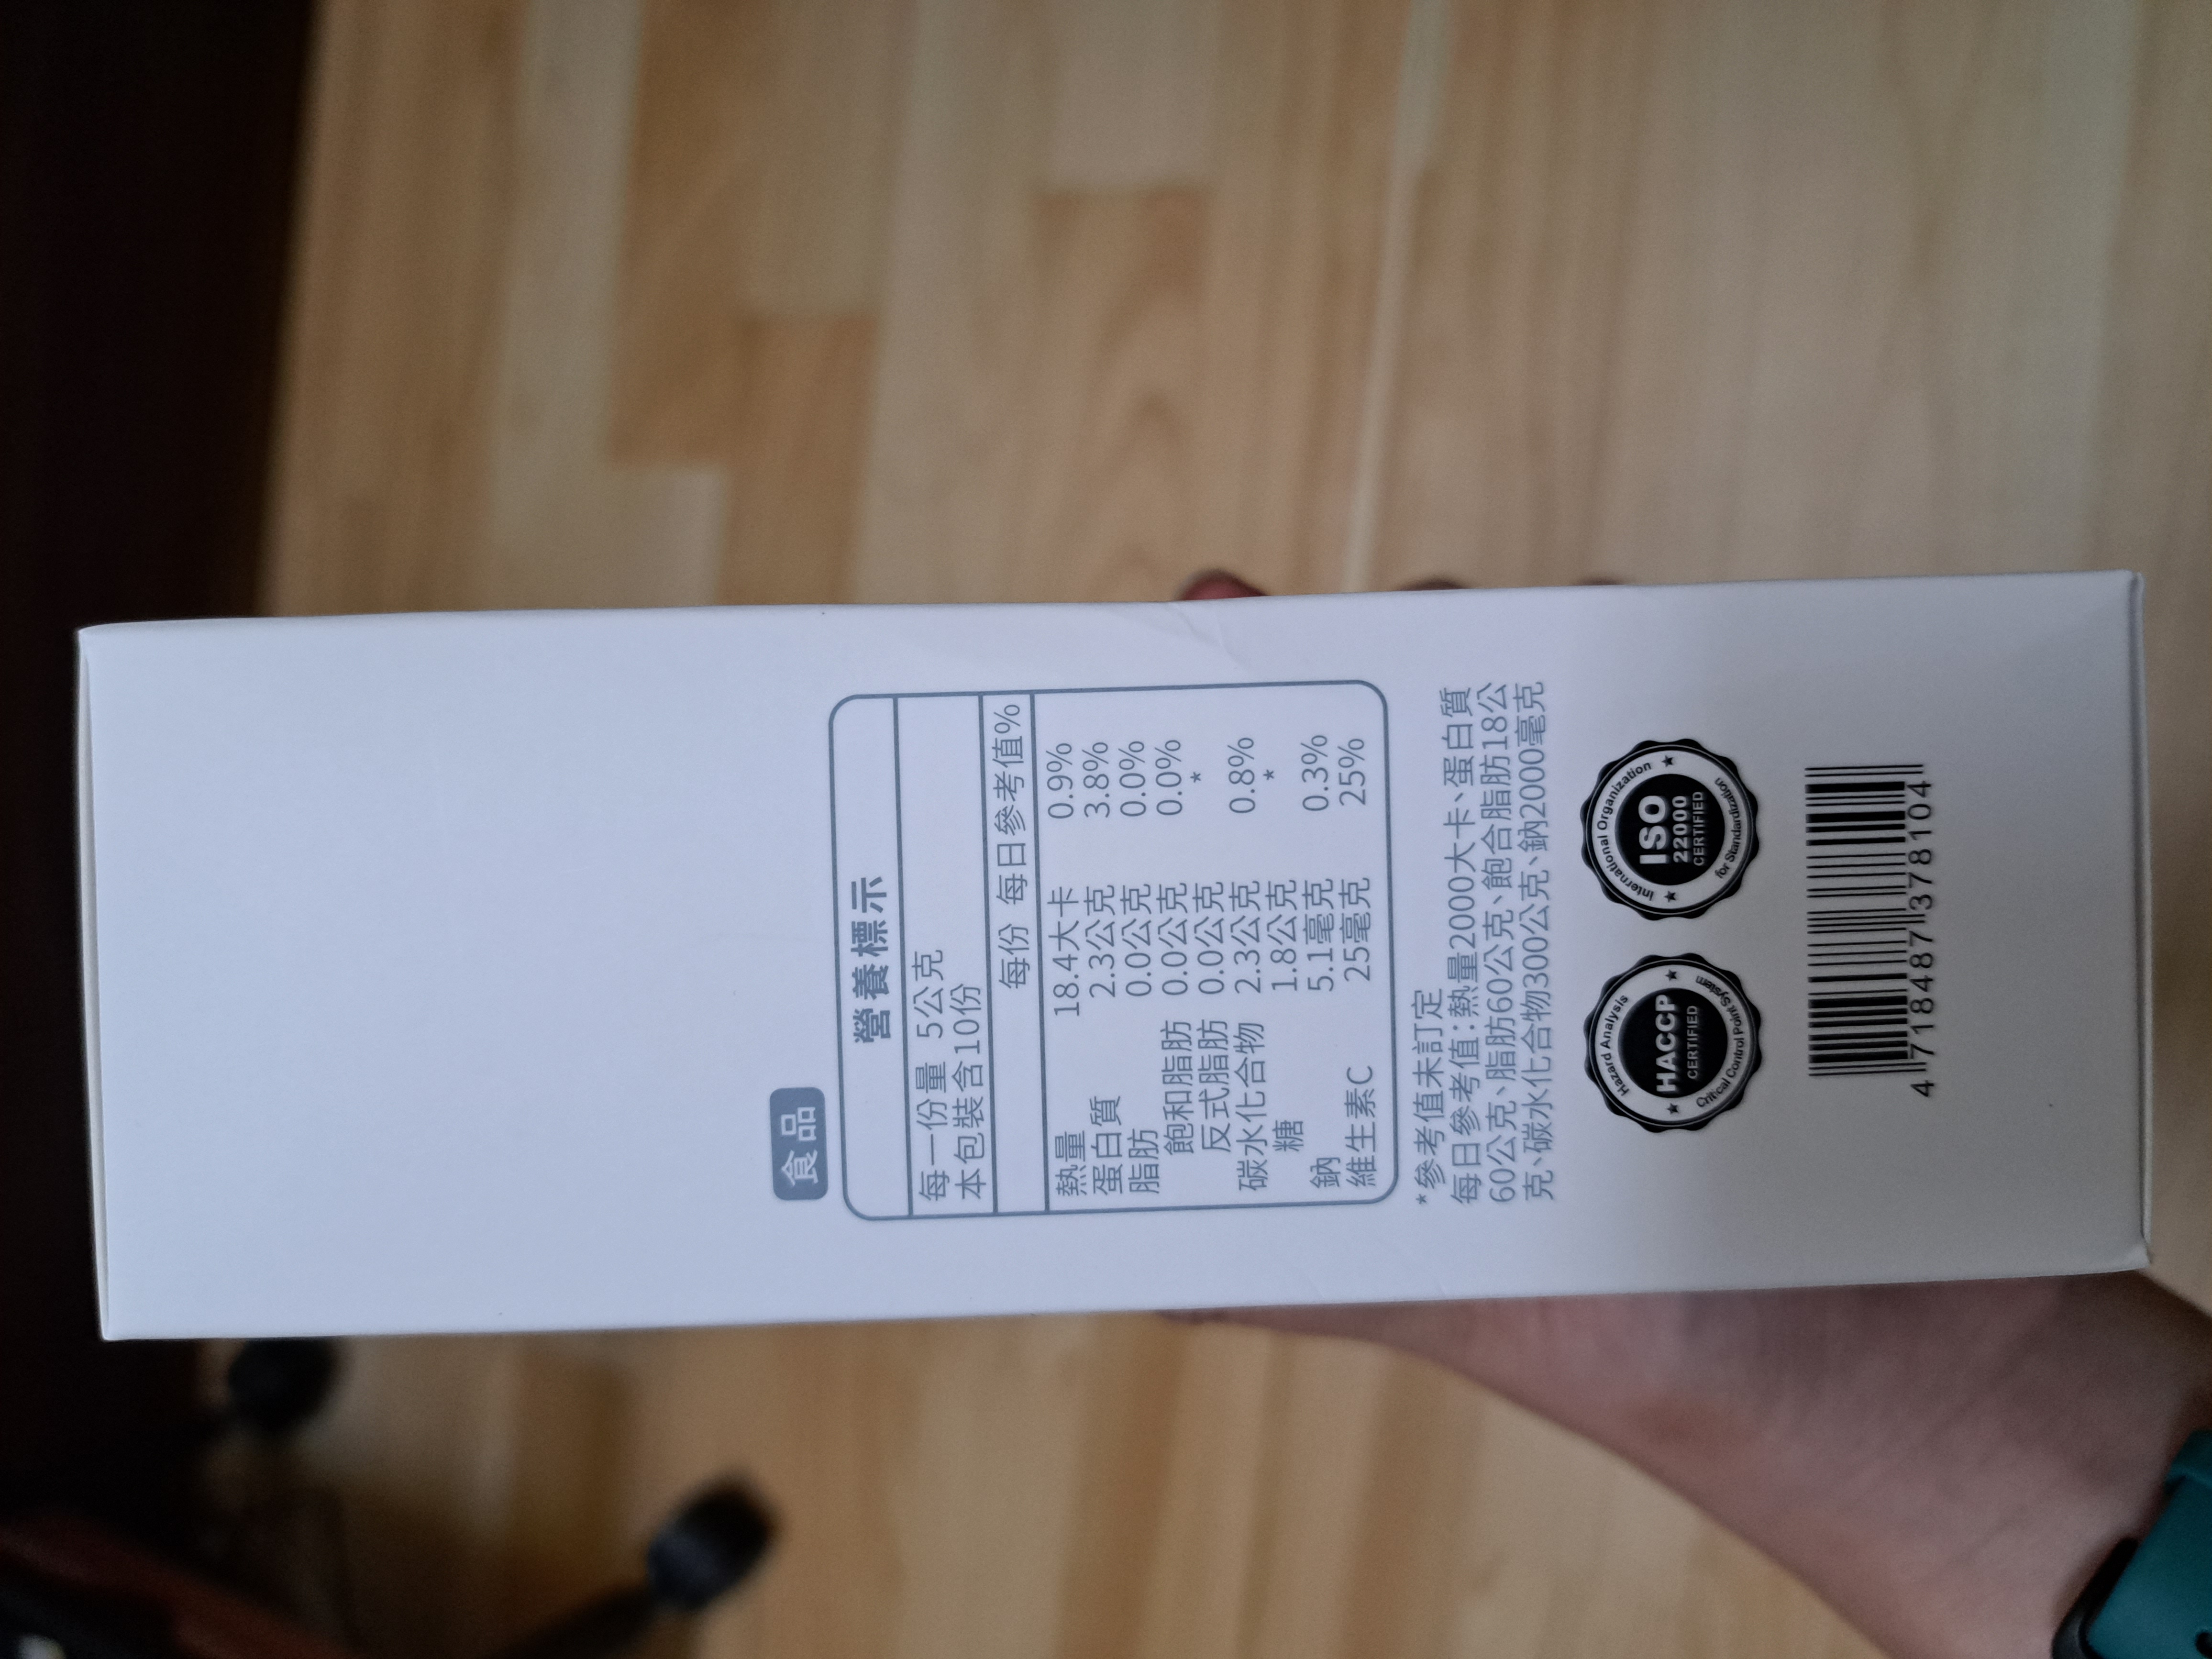 食品
營養標示
每一份量 5公克
本包裝含10份
每份 每日參考值%
熱量 18.4大卡 0.9%
蛋白質 2.3公克 3.8%
脂肪 0.0公克 0.0%
飽和脂肪 0.0公克 0.0%
反式脂肪 0.0公克 *
碳水化合物 2.3公克 0.8%
糖 1.8公克 *
鈉 5.1毫克 0.3%
維生素C 25毫克 25%
*參考值未訂定
每日參考值:熱量2000大卡、蛋白質
60公克、脂肪60公克、飽合脂肪18公
克、碳水化合物300公克、鈉2000毫克
Hazard Analysis
HACCP
CERTIFIED
Critical Control Point System
International Organization
ISO
22000
CERTIFIED
for Standardization
4 718487 378104